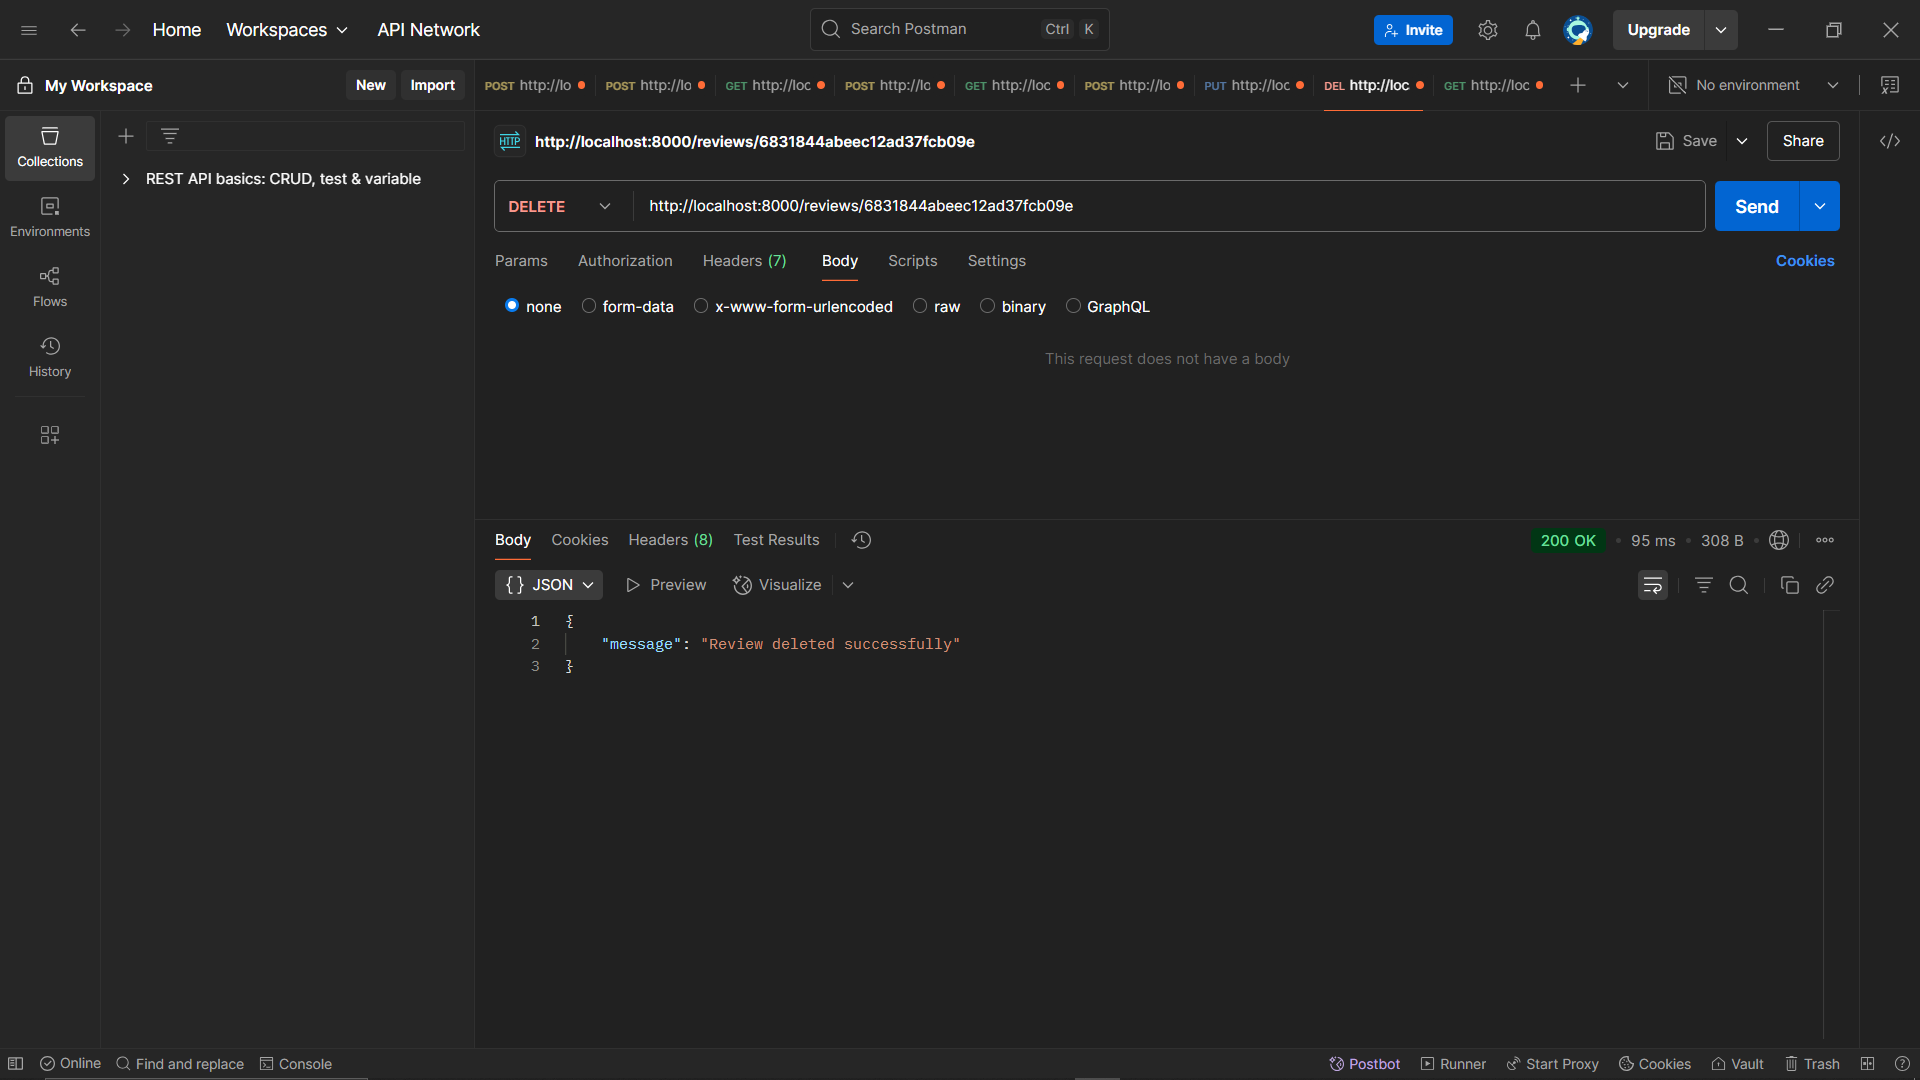 Home Workspaces API Network
Search Postman Ctrl K
Invite
Upgrade
My Workspace New Import
POST http://lo POST http://lo GET http://loc POST http://lo GET http://loc POST http://lo PUT http://loc DEL http://loc GET http://loc
No environment
Collections
Environments
Flows
History
REST API basics: CRUD, test & variable
HTTP http://localhost:8000/reviews/6831844abeec12ad37fcb09e
Save Share
DELETE http://localhost:8000/reviews/6831844abeec12ad37fcb09e
Send
Params Authorization Headers (7) Body Scripts Settings Cookies
none form-data x-www-form-urlencoded raw binary GraphQL
This request does not have a body
Body Cookies Headers (8) Test Results
200 OK • 95 ms • 308 B •
{} JSON Preview Visualize
1 {
2 "message": "Review deleted successfully"
3 }
Online Find and replace Console
Postbot Runner Start Proxy Cookies Vault Trash